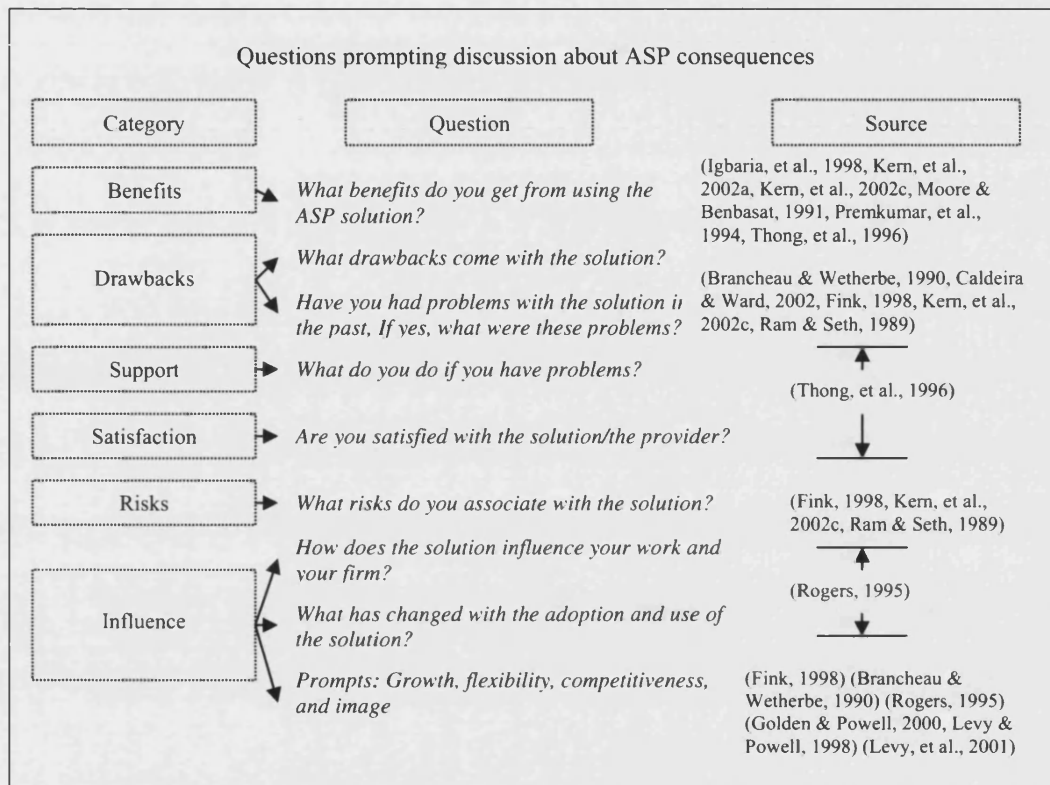 Questions prompting discussion about ASP consequences
Category
Question
Source
Benefits
What benefits do you get from using the
ASP solution?
(Igbaria, et al., 1998, Kern, et al.,
2002a, Kern, et al., 2002c, Moore &
Benbasat, 1991, Premkumar, et al.,
1994, Thong, et al., 1996)
Drawbacks
What drawbacks come with the solution?
Have you had problems with the solution in
the past, If yes, what were these problems?
(Brancheau & Wetherbe, 1990, Caldeira
& Ward, 2002, Fink, 1998, Kern, et al.,
2002c, Ram & Seth, 1989)
Support
What do you do if you have problems?
(Thong, et al., 1996)
Satisfaction
Are you satisfied with the solution/the provider?
Risks
What risks do you associate with the solution?
(Fink, 1998, Kern, et al.,
2002c, Ram & Seth, 1989)
Influence
How does the solution influence your work and
your firm?
What has changed with the adoption and use of
the solution?
(Rogers, 1995)
Prompts: Growth, flexibility, competitiveness,
and image
(Fink, 1998) (Brancheau &
Wetherbe, 1990) (Rogers, 1995)
(Golden & Powell, 2000, Levy &
Powell, 1998) (Levy, et al., 2001)